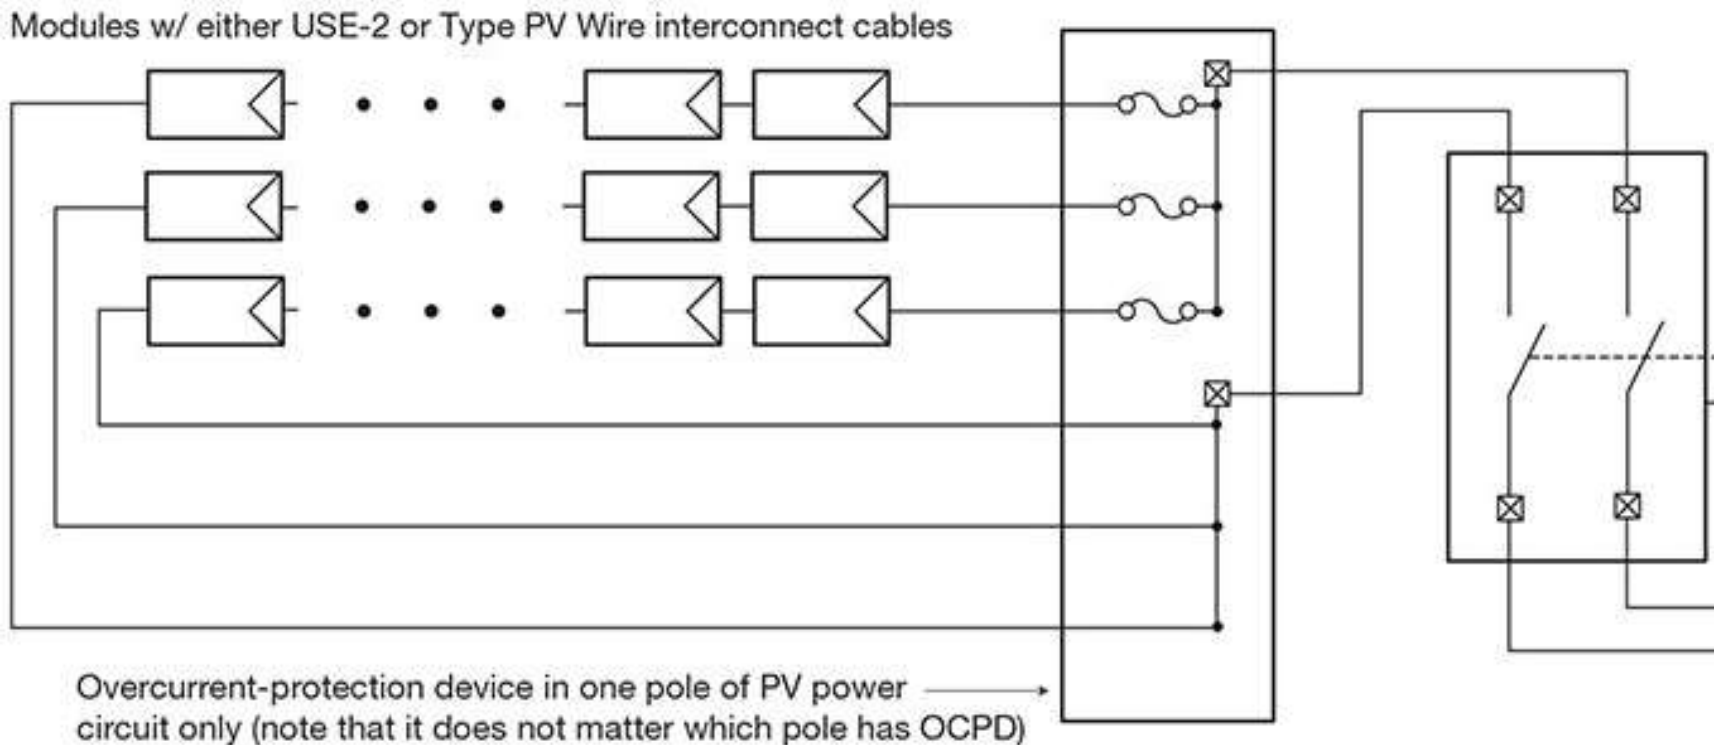 Modules w/ either USE-2 or Type PV Wire interconnect cables
Overcurrent-protection device in one pole of PV power
circuit only (note that it does not matter which pole has OCPD)